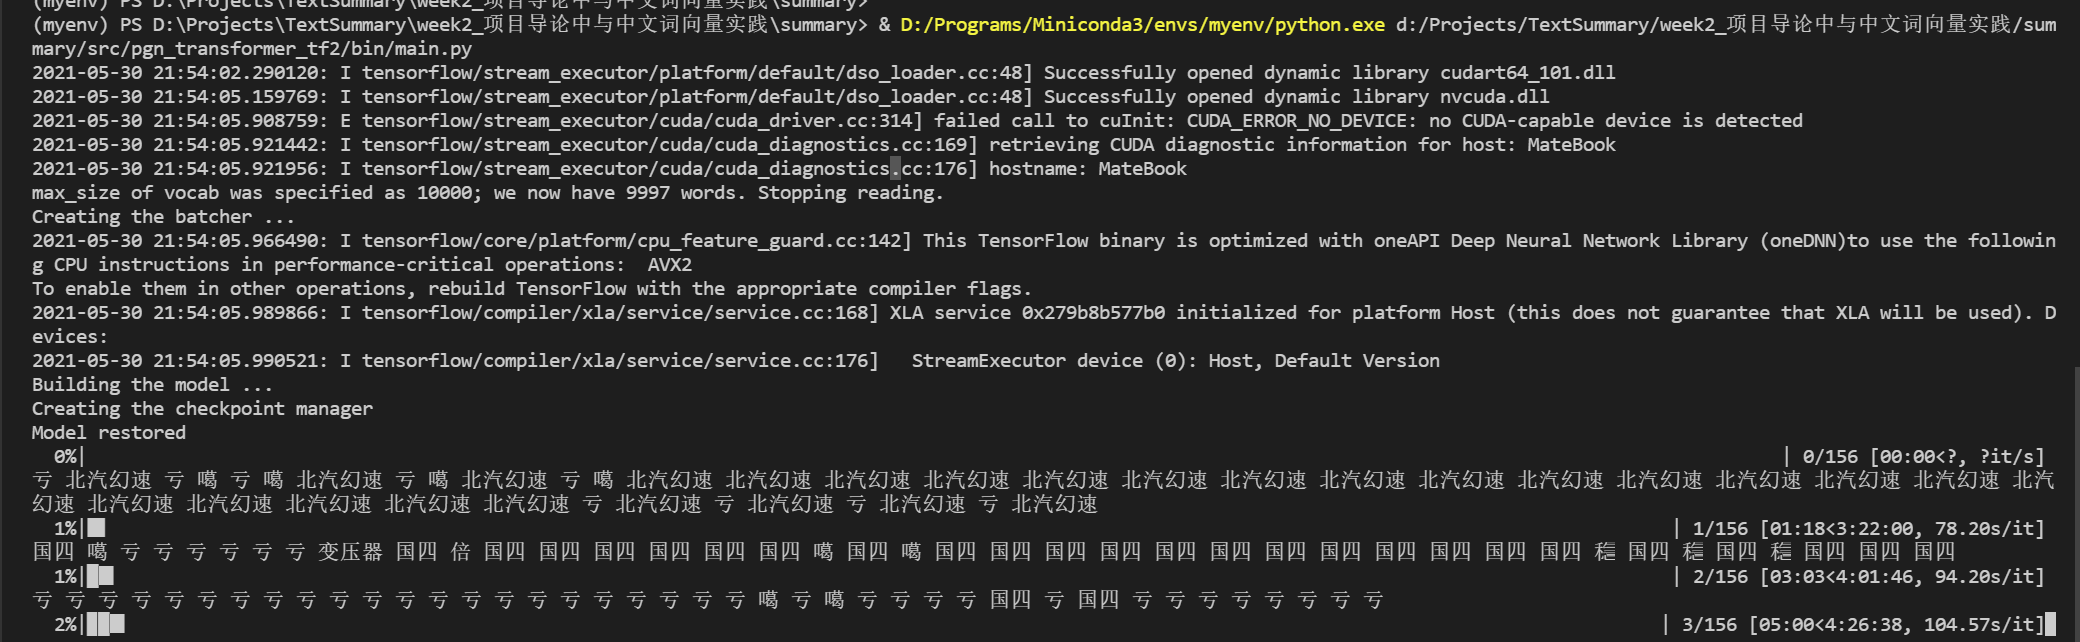 (myenv) PS D:\Projects\TextSummary\week2_项目导论中与中文词向量实践\summary>
(myenv) PS D:\Projects\TextSummary\week2_项目导论中与中文词向量实践\summary> & D:/Programs/Miniconda3/envs/myenv/python.exe d:/Projects/TextSummary/week2_项目导论中与中文词向量实践/sum
mary/src/pgn_transformer_tf2/bin/main.py
2021-05-30 21:54:02.290120: I tensorflow/stream_executor/platform/default/dso_loader.cc:48] Successfully opened dynamic library cudart64_101.dll
2021-05-30 21:54:05.159769: I tensorflow/stream_executor/platform/default/dso_loader.cc:48] Successfully opened dynamic library nvcuda.dll
2021-05-30 21:54:05.908759: E tensorflow/stream_executor/cuda/cuda_driver.cc:314] failed call to cuInit: CUDA_ERROR_NO_DEVICE: no CUDA-capable device is detected
2021-05-30 21:54:05.921442: I tensorflow/stream_executor/cuda/cuda_diagnostics.cc:169] retrieving CUDA diagnostic information for host: MateBook
2021-05-30 21:54:05.921956: I tensorflow/stream_executor/cuda/cuda_diagnostics.cc:176] hostname: MateBook
max_size of vocab was specified as 10000; we now have 9997 words. Stopping reading.
Creating the batcher ...
2021-05-30 21:54:05.966490: I tensorflow/core/platform/cpu_feature_guard.cc:142] This TensorFlow binary is optimized with oneAPI Deep Neural Network Library (oneDNN)to use the followin
g CPU instructions in performance-critical operations:  AVX2
To enable them in other operations, rebuild TensorFlow with the appropriate compiler flags.
2021-05-30 21:54:05.989866: I tensorflow/compiler/xla/service/service.cc:168] XLA service 0x279b8b577b0 initialized for platform Host (this does not guarantee that XLA will be used). D
evices:
2021-05-30 21:54:05.990521: I tensorflow/compiler/xla/service/service.cc:176]   StreamExecutor device (0): Host, Default Version
Building the model ...
Creating the checkpoint manager
Model restored
0%| | 0/156 [00:00<?, ?it/s]
亏 北汽幻速 亏 噶 亏 噶 北汽幻速 亏 噶 北汽幻速 亏 噶 北汽幻速 北汽幻速 北汽幻速 北汽幻速 北汽幻速 北汽幻速 北汽幻速 北汽幻速 北汽幻速 北汽幻速 北汽幻速 北汽幻速 北汽幻速 北汽幻速 北汽
幻速 北汽幻速 北汽幻速 北汽幻速 北汽幻速 北汽幻速 亏 北汽幻速 亏 北汽幻速 亏 北汽幻速 亏 北汽幻速
1%| | 1/156 [01:18<3:22:00, 78.20s/it]
国四 噶 亏 亏 亏 亏 亏 亏 变压器 国四 倍 国四 国四 国四 国四 国四 国四 噶 国四 噶 国四 国四 国四 国四 国四 国四 国四 国四 国四 国四 国四 国四 国四 国四 国四 国四 国四
1%| | 2/156 [03:03<4:01:46, 94.20s/it]
亏 亏 亏 亏 亏 亏 亏 亏 亏 亏 亏 亏 亏 亏 亏 亏 亏 亏 亏 亏 亏 亏 噶 亏 噶 亏 亏 亏 亏 国四 亏 国四 亏 亏 亏 亏 亏 亏 亏 亏
2%| | 3/156 [05:00<4:26:38, 104.57s/it]